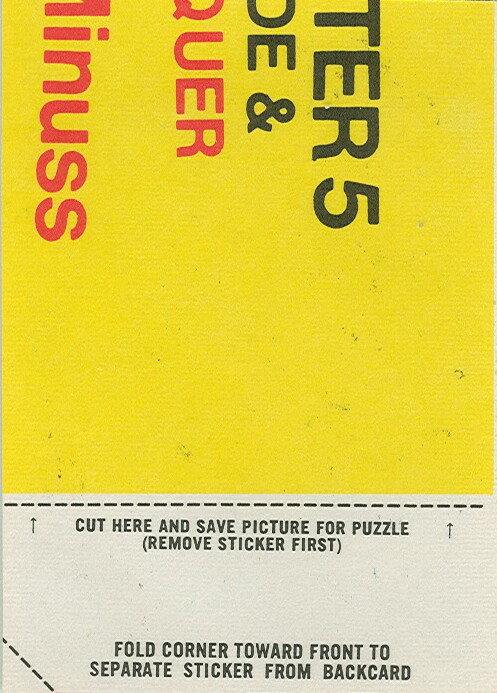 TER 5
DE &
QUER
Minuss
CUT HERE AND SAVE PICTURE FOR PUZZLE
(REMOVE STICKER FIRST)
FOLD CORNER TOWARD FRONT TO
SEPARATE STICKER FROM BACKCARD